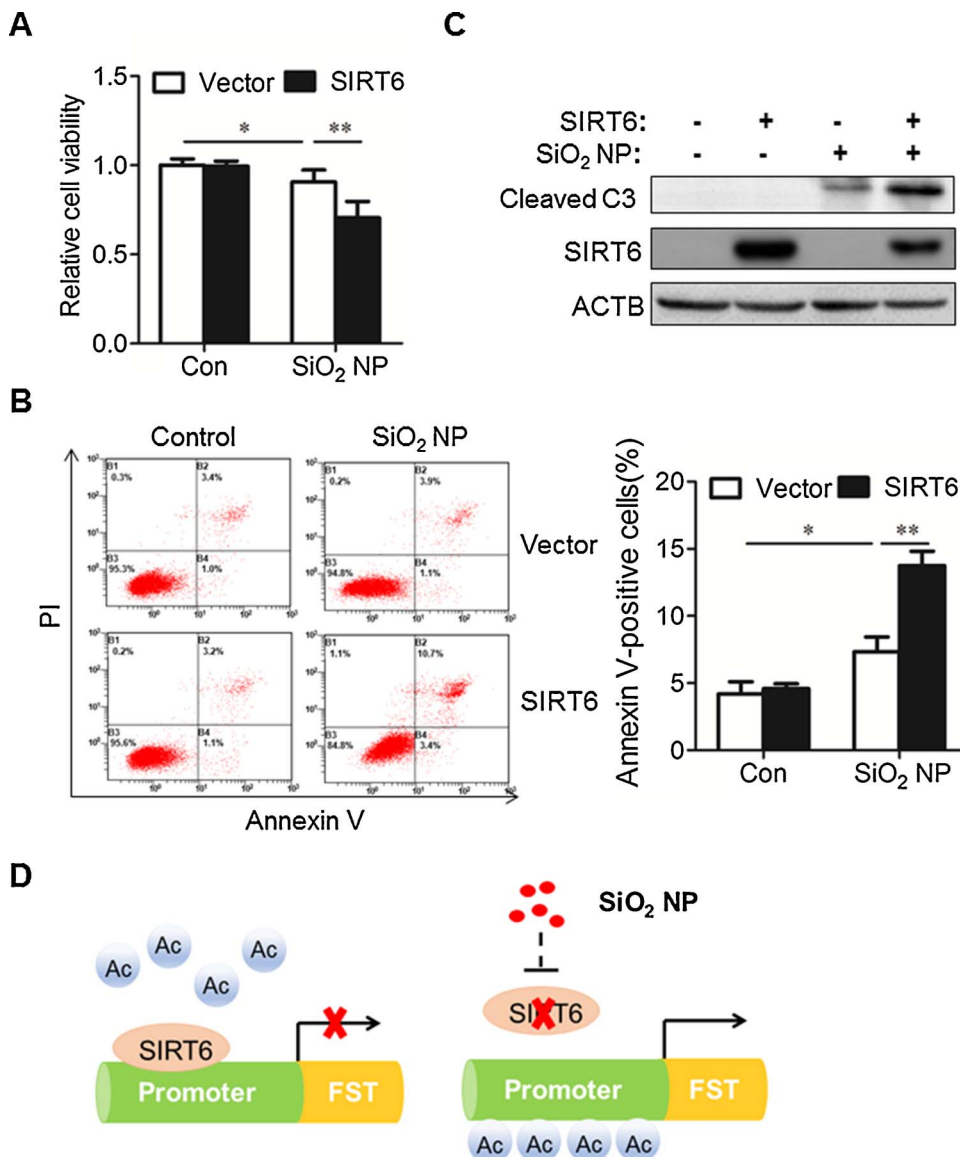 A
Vector SIRT6
Relative cell viability
1.5
1.0
0.5
0.0
* **
Con SiO₂ NP
C
SIRT6: - + - +
SiO₂ NP: - - + +
Cleaved C3
SIRT6
ACTB
B
Control SiO₂ NP
B1 0.3% B2 3.4%
B3 95.3% B4 1.0%
B1 0.2% B2 3.9%
B3 94.8% B4 1.1%
Vector
B1 0.2% B2 3.2%
B3 95.6% B4 1.1%
B1 1.1% B2 10.7%
B3 84.8% B4 3.4%
SIRT6
PI
Annexin V
Vector SIRT6
Annexin V-positive cells(%)
20
15
10
5
0
* **
Con SiO₂ NP
D
Ac Ac Ac Ac
SIRT6
Promoter FST
SiO₂ NP
SIRT6
Promoter FST
Ac Ac Ac Ac